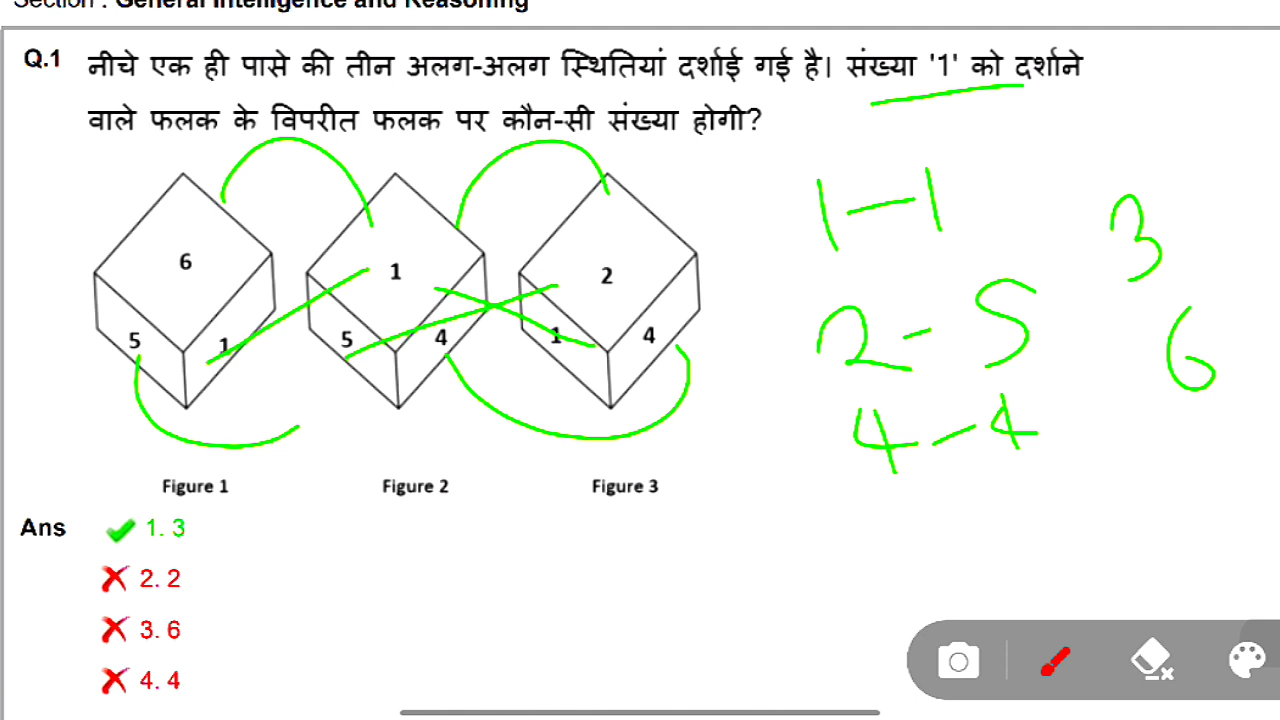 Section : General Intelligence and Reasoning
Q.1 नीचे एक ही पासे की तीन अलग-अलग स्थितियां दर्शाई गई है। संख्या '1' को दर्शाने
वाले फलक के विपरीत फलक पर कौन-सी संख्या होगी?
6 1 2
5 1 5 4 1 4
1-1 3
2-5 6
4-4
Figure 1 Figure 2 Figure 3
Ans 1. 3
2. 2
3. 6
4. 4